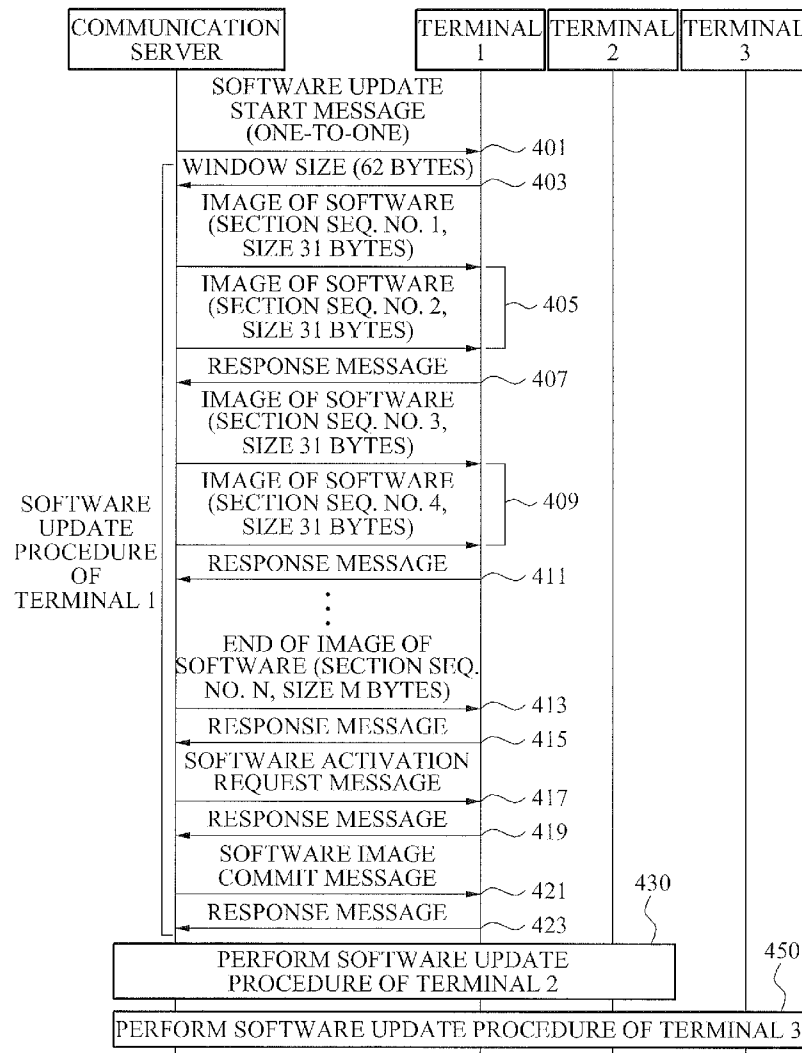 COMMUNICATION
SERVER
TERMINAL
1
TERMINAL
2
TERMINAL
3
SOFTWARE UPDATE
START MESSAGE
(ONE-TO-ONE)
401
WINDOW SIZE (62 BYTES)
403
IMAGE OF SOFTWARE
(SECTION SEQ. NO. 1,
SIZE 31 BYTES)
IMAGE OF SOFTWARE
(SECTION SEQ. NO. 2,
SIZE 31 BYTES)
405
RESPONSE MESSAGE
407
IMAGE OF SOFTWARE
(SECTION SEQ. NO. 3,
SIZE 31 BYTES)
IMAGE OF SOFTWARE
(SECTION SEQ. NO. 4,
SIZE 31 BYTES)
409
RESPONSE MESSAGE
411
SOFTWARE
UPDATE
PROCEDURE
OF
TERMINAL 1
END OF IMAGE OF
SOFTWARE (SECTION SEQ.
NO. N, SIZE M BYTES)
413
RESPONSE MESSAGE
415
SOFTWARE ACTIVATION
REQUEST MESSAGE
417
RESPONSE MESSAGE
419
SOFTWARE IMAGE
COMMIT MESSAGE
421
RESPONSE MESSAGE
423
430
PERFORM SOFTWARE UPDATE
PROCEDURE OF TERMINAL 2
450
PERFORM SOFTWARE UPDATE PROCEDURE OF TERMINAL 3